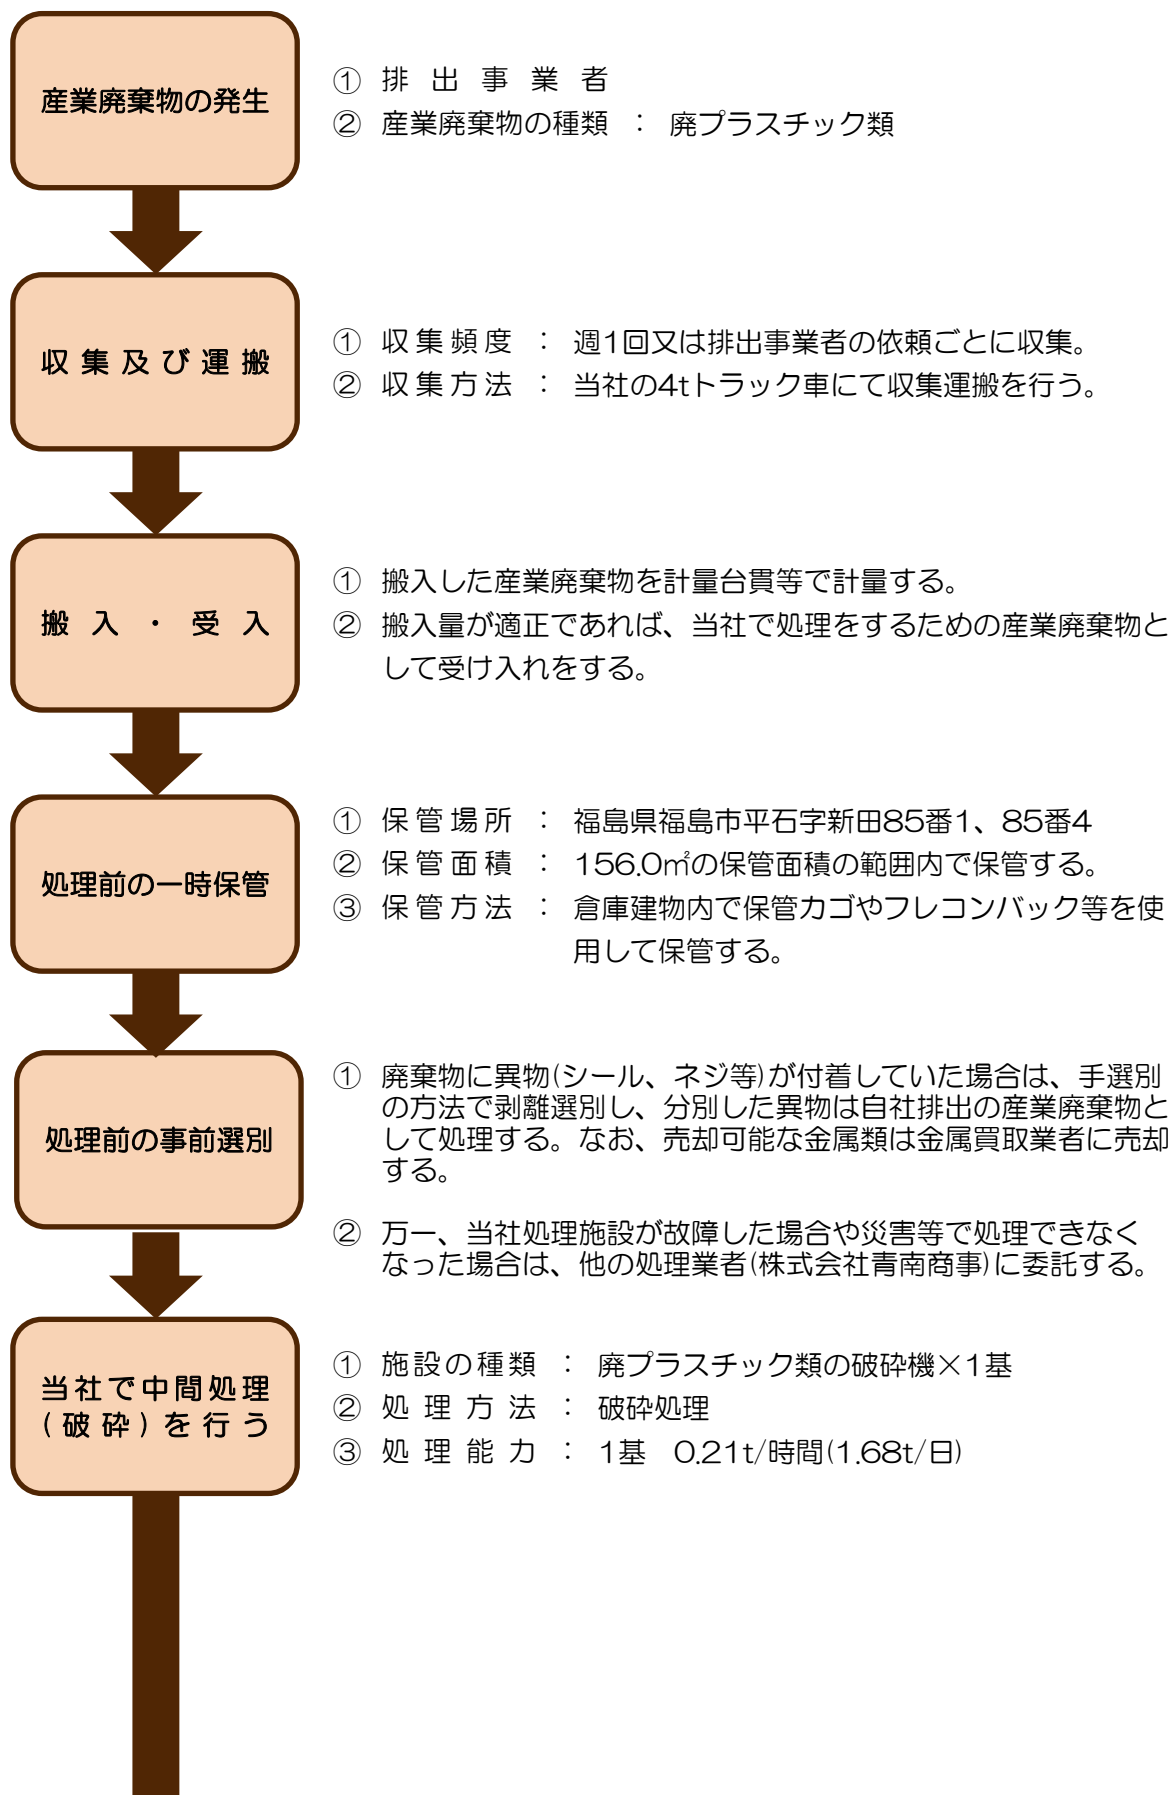 産業廃棄物の発生
① 排出事業者
② 産業廃棄物の種類 : 廃プラスチック類
収集及び運搬
① 収集頻度 : 週1回又は排出事業者の依頼ごとに収集。
② 収集方法 : 当社の4tトラック車にて収集運搬を行う。
搬入・受入
① 搬入した産業廃棄物を計量台貫等で計量する。
② 搬入量が適正であれば、当社で処理をするための産業廃棄物と
して受け入れをする。
処理前の一時保管
① 保管場所 : 福島県福島市平石字新田85番1、85番4
② 保管面積 : 156.0㎡の保管面積の範囲内で保管する。
③ 保管方法 : 倉庫建物内で保管カゴやフレコンバック等を使
用して保管する。
処理前の事前選別
① 廃棄物に異物(シール、ネジ等)が付着していた場合は、手選別
の方法で剥離選別し、分別した異物は自社排出の産業廃棄物と
して処理する。なお、売却可能な金属類は金属買取業者に売却
する。
② 万一、当社処理施設が故障した場合や災害等で処理できなく
なった場合は、他の処理業者(株式会社青南商事)に委託する。
当社で中間処理
(破砕)を行う
① 施設の種類 : 廃プラスチック類の破砕機×1基
② 処理方法 : 破砕処理
③ 処理能力 : 1基 0.21t/時間(1.68t/日)